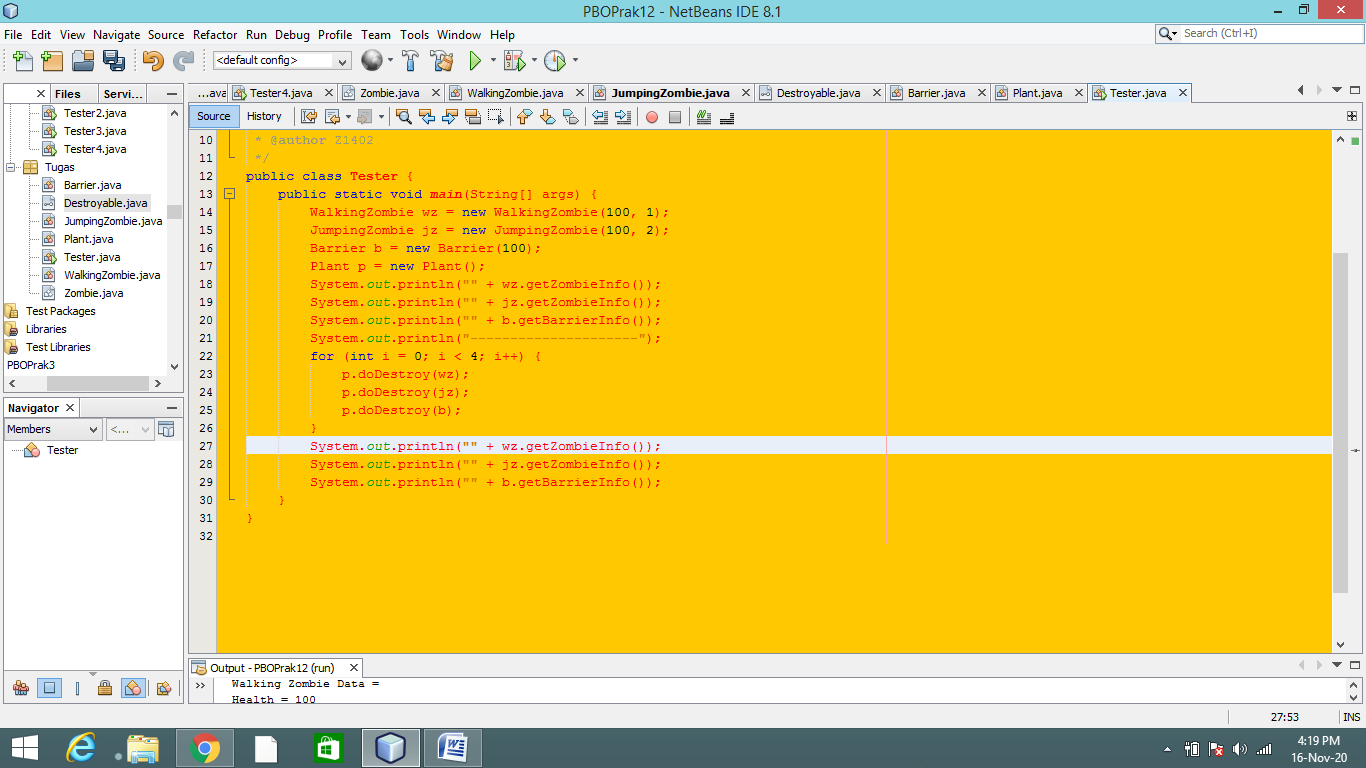 PBOPrak12 - NetBeans IDE 8.1
File Edit View Navigate Source Refactor Run Debug Profile Team Tools Window Help
Search (Ctrl+I)
<default config>
Files Servi...
...ava Tester4.java Zombie.java WalkingZombie.java JumpingZombie.java Destroyable.java Barrier.java Plant.java Tester.java
Source History
Tester2.java
Tester3.java
Tester4.java
Tugas
Barrier.java
Destroyable.java
JumpingZombie.java
Plant.java
Tester.java
WalkingZombie.java
Zombie.java
Test Packages
Libraries
Test Libraries
PBOPrak3
Navigator
Members <...
Tester
10 * @author Z1402
11 */
12 public class Tester {
13 public static void main(String[] args) {
14 WalkingZombie wz = new WalkingZombie(100, 1);
15 JumpingZombie jz = new JumpingZombie(100, 2);
16 Barrier b = new Barrier(100);
17 Plant p = new Plant();
18 System.out.println("" + wz.getZombieInfo());
19 System.out.println("" + jz.getZombieInfo());
20 System.out.println("" + b.getBarrierInfo());
21 System.out.println("---------------------");
22 for (int i = 0; i < 4; i++) {
23 p.doDestroy(wz);
24 p.doDestroy(jz);
25 p.doDestroy(b);
26 }
27 System.out.println("" + wz.getZombieInfo());
28 System.out.println("" + jz.getZombieInfo());
29 System.out.println("" + b.getBarrierInfo());
30 }
31 }
32
Output - PBOPrak12 (run)
Walking Zombie Data =
Health = 100
27:53 INS
4:19 PM
16-Nov-20